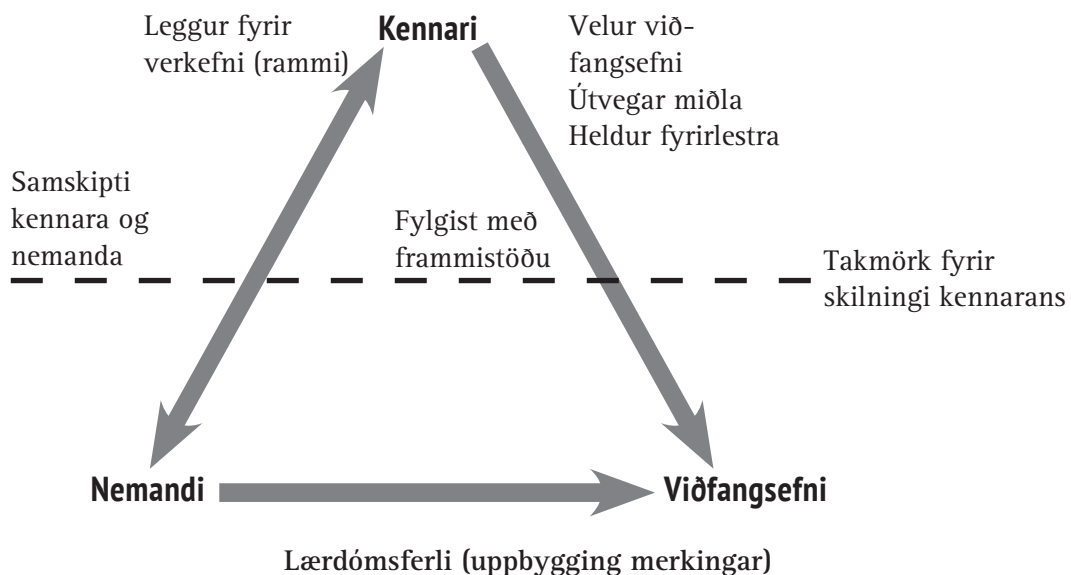 Leggur fyrir
verkefni (rammi)
Kennari
Velur við-
fangsefni
Útvegar miðla
Heldur fyrirlestra
Samskipti
kennara og
nemanda
Fylgist með
frammistöðu
Takmörk fyrir
skilningi kennarans
Nemandi
Viðfangsefni
Lærdómsferli (uppbygging merkingar)